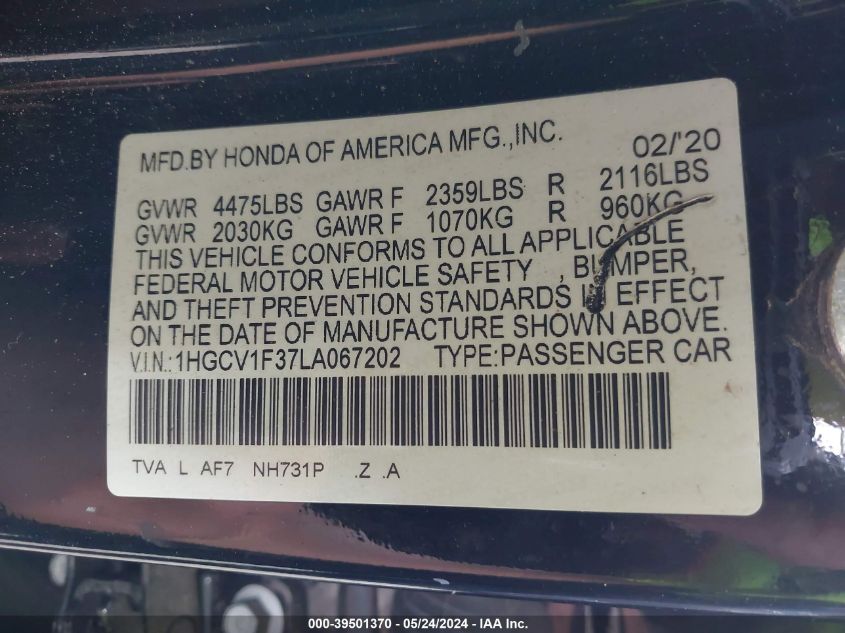 MFD.BY HONDA OF AMERICA MFG.,INC. 02/'20
GVWR 4475LBS GAWR F 2359LBS R 2116LBS
GVWR 2030KG GAWR F 1070KG R 960KG
THIS VEHICLE CONFORMS TO ALL APPLICABLE
FEDERAL MOTOR VEHICLE SAFETY , BUMPER,
AND THEFT PREVENTION STANDARDS IN EFFECT
ON THE DATE OF MANUFACTURE SHOWN ABOVE.
V.I.N.:1HGCV1F37LA067202 TYPE:PASSENGER CAR
TVA L AF7 NH731P .Z .A
000-39501370 - 05/24/2024 - IAA Inc.